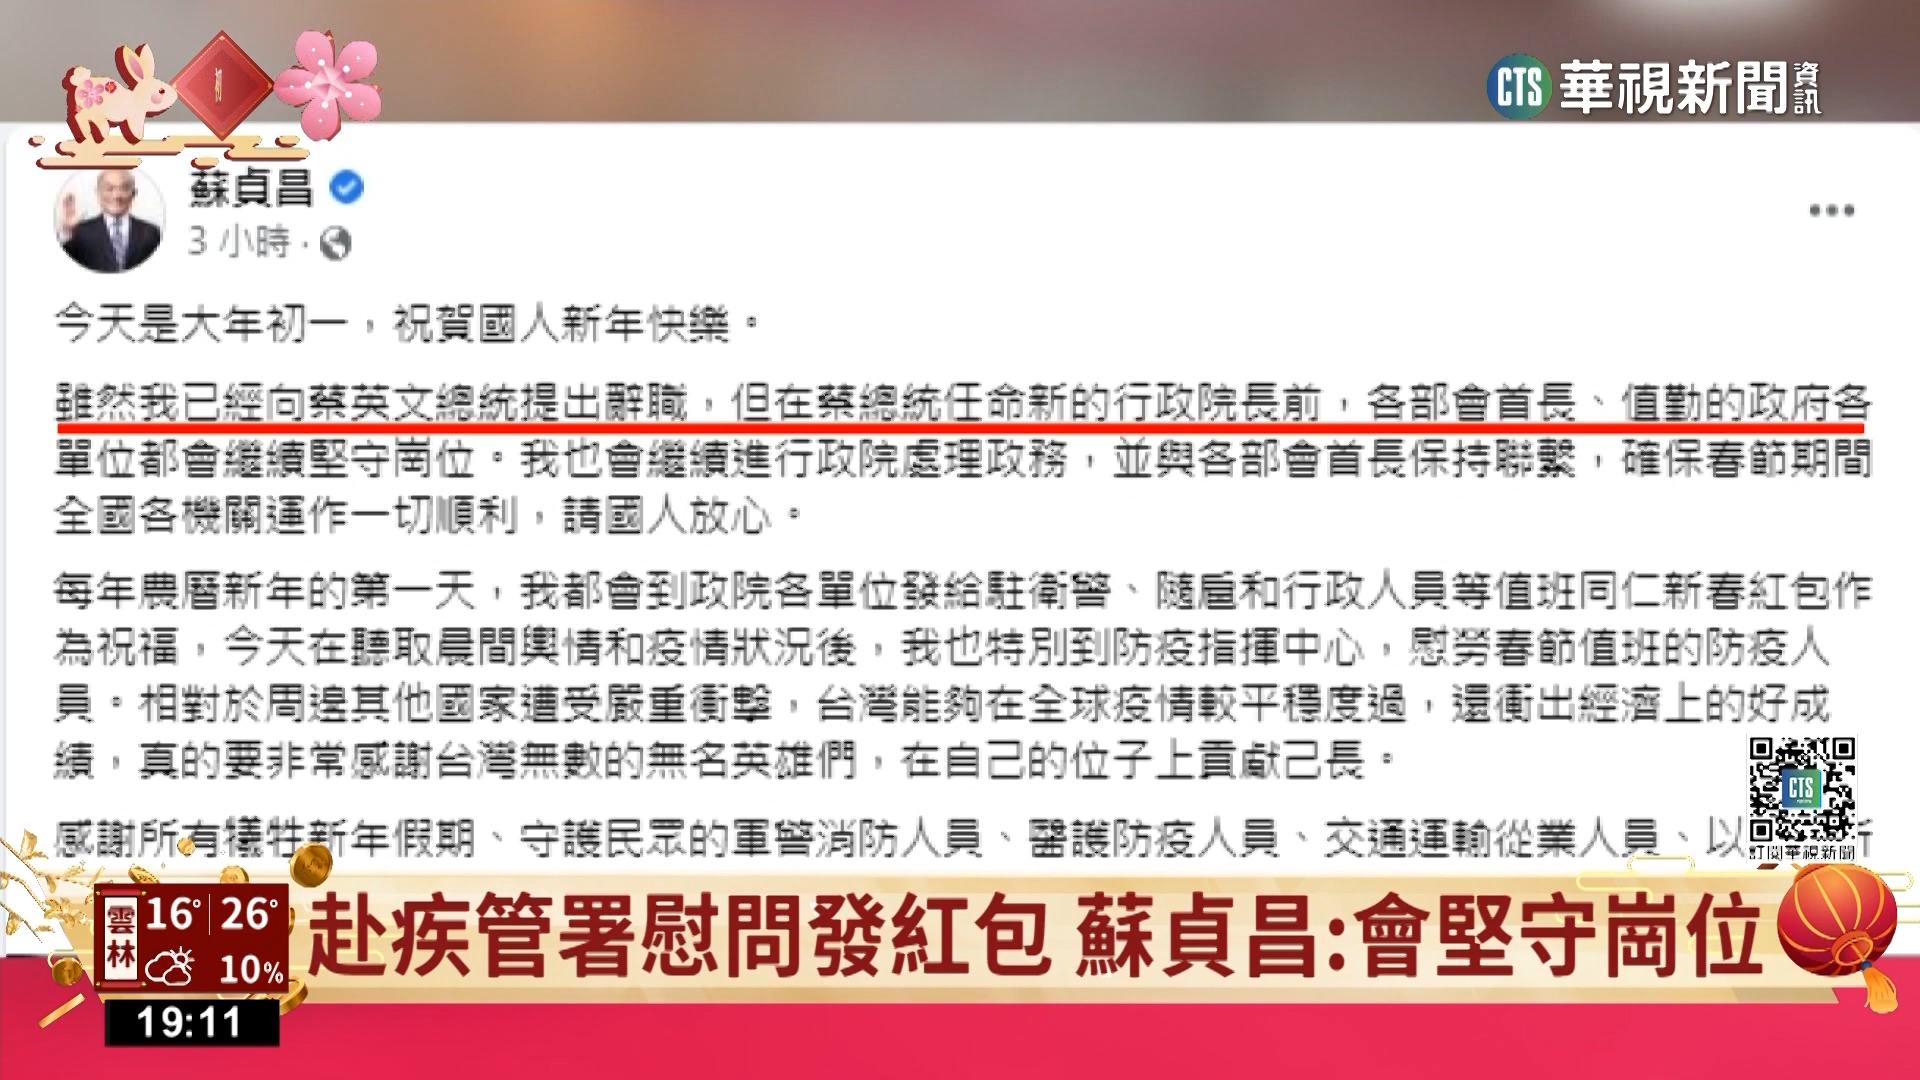 CTS 華視新聞資訊
蘇貞昌
3 小時
今天是大年初一，祝賀國人新年快樂。
雖然我已經向蔡英文總統提出辭職，但在蔡總統任命新的行政院長前，各部會首長、值勤的政府各
單位都會繼續堅守崗位。我也會繼續進行政院處理政務，並與各部會首長保持聯繫，確保春節期間
全國各機關運作一切順利，請國人放心。
每年農曆新年的第一天，我都會到政院各單位發給駐衛警、隨扈和行政人員等值班同仁新春紅包作
為祝福，今天在聽取晨間輿情和疫情狀況後，我也特別到防疫指揮中心，慰勞春節值班的防疫人
員。相對於周邊其他國家遭受嚴重衝擊，台灣能夠在全球疫情較平穩度過，還衝出經濟上的好成
績，真的要非常感謝台灣無數的無名英雄們，在自己的位子上貢獻己長。
感謝所有犧牲新年假期、守護民眾的軍警消防人員、醫護防疫人員、交通運輸從業人員、以 所
CTS
訂閱華視新聞
雲林 16° 26°
10%
赴疾管署慰問發紅包 蘇貞昌:會堅守崗位
19:11